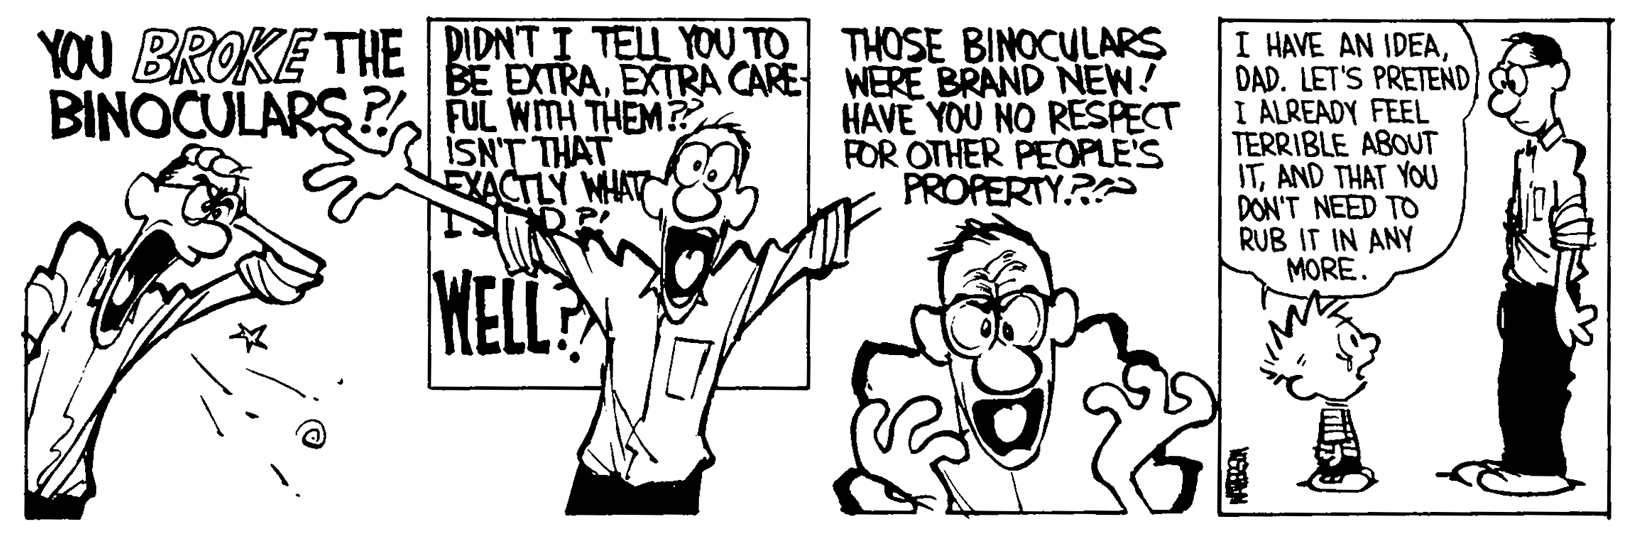 YOU BROKE THE
BINOCULARS?!
DIDN'T I TELL YOU TO
BE EXTRA, EXTRA CARE-
FUL WITH THEM??
ISN'T THAT
EXACTLY WHAT
I SAID?!
WELL?!
THOSE BINOCULARS
WERE BRAND NEW!
HAVE YOU NO RESPECT
FOR OTHER PEOPLE'S
PROPERTY?!?
I HAVE AN IDEA,
DAD. LET'S PRETEND
I ALREADY FEEL
TERRIBLE ABOUT
IT, AND THAT YOU
DON'T NEED TO
RUB IT IN ANY
MORE.
WATTERSON